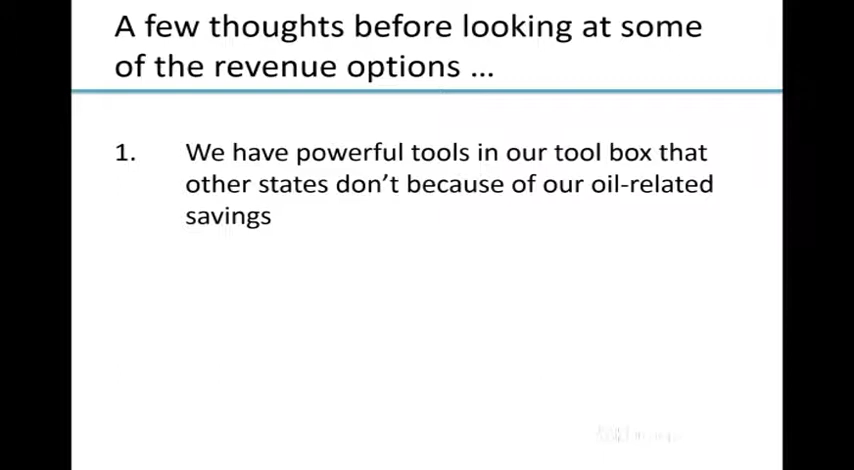 A few thoughts before looking at some
of the revenue options ...
1. We have powerful tools in our tool box that
other states don’t because of our oil-related
savings